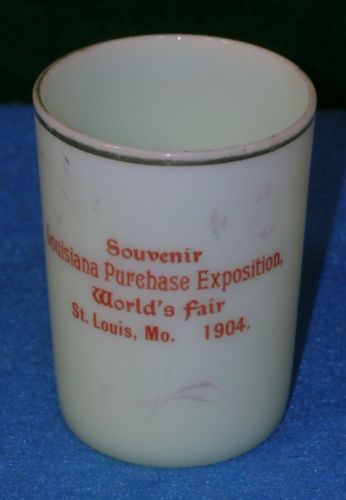 Souvenir
Louisiana Purchase Exposition,
World's Fair
St. Louis, Mo. 1904.